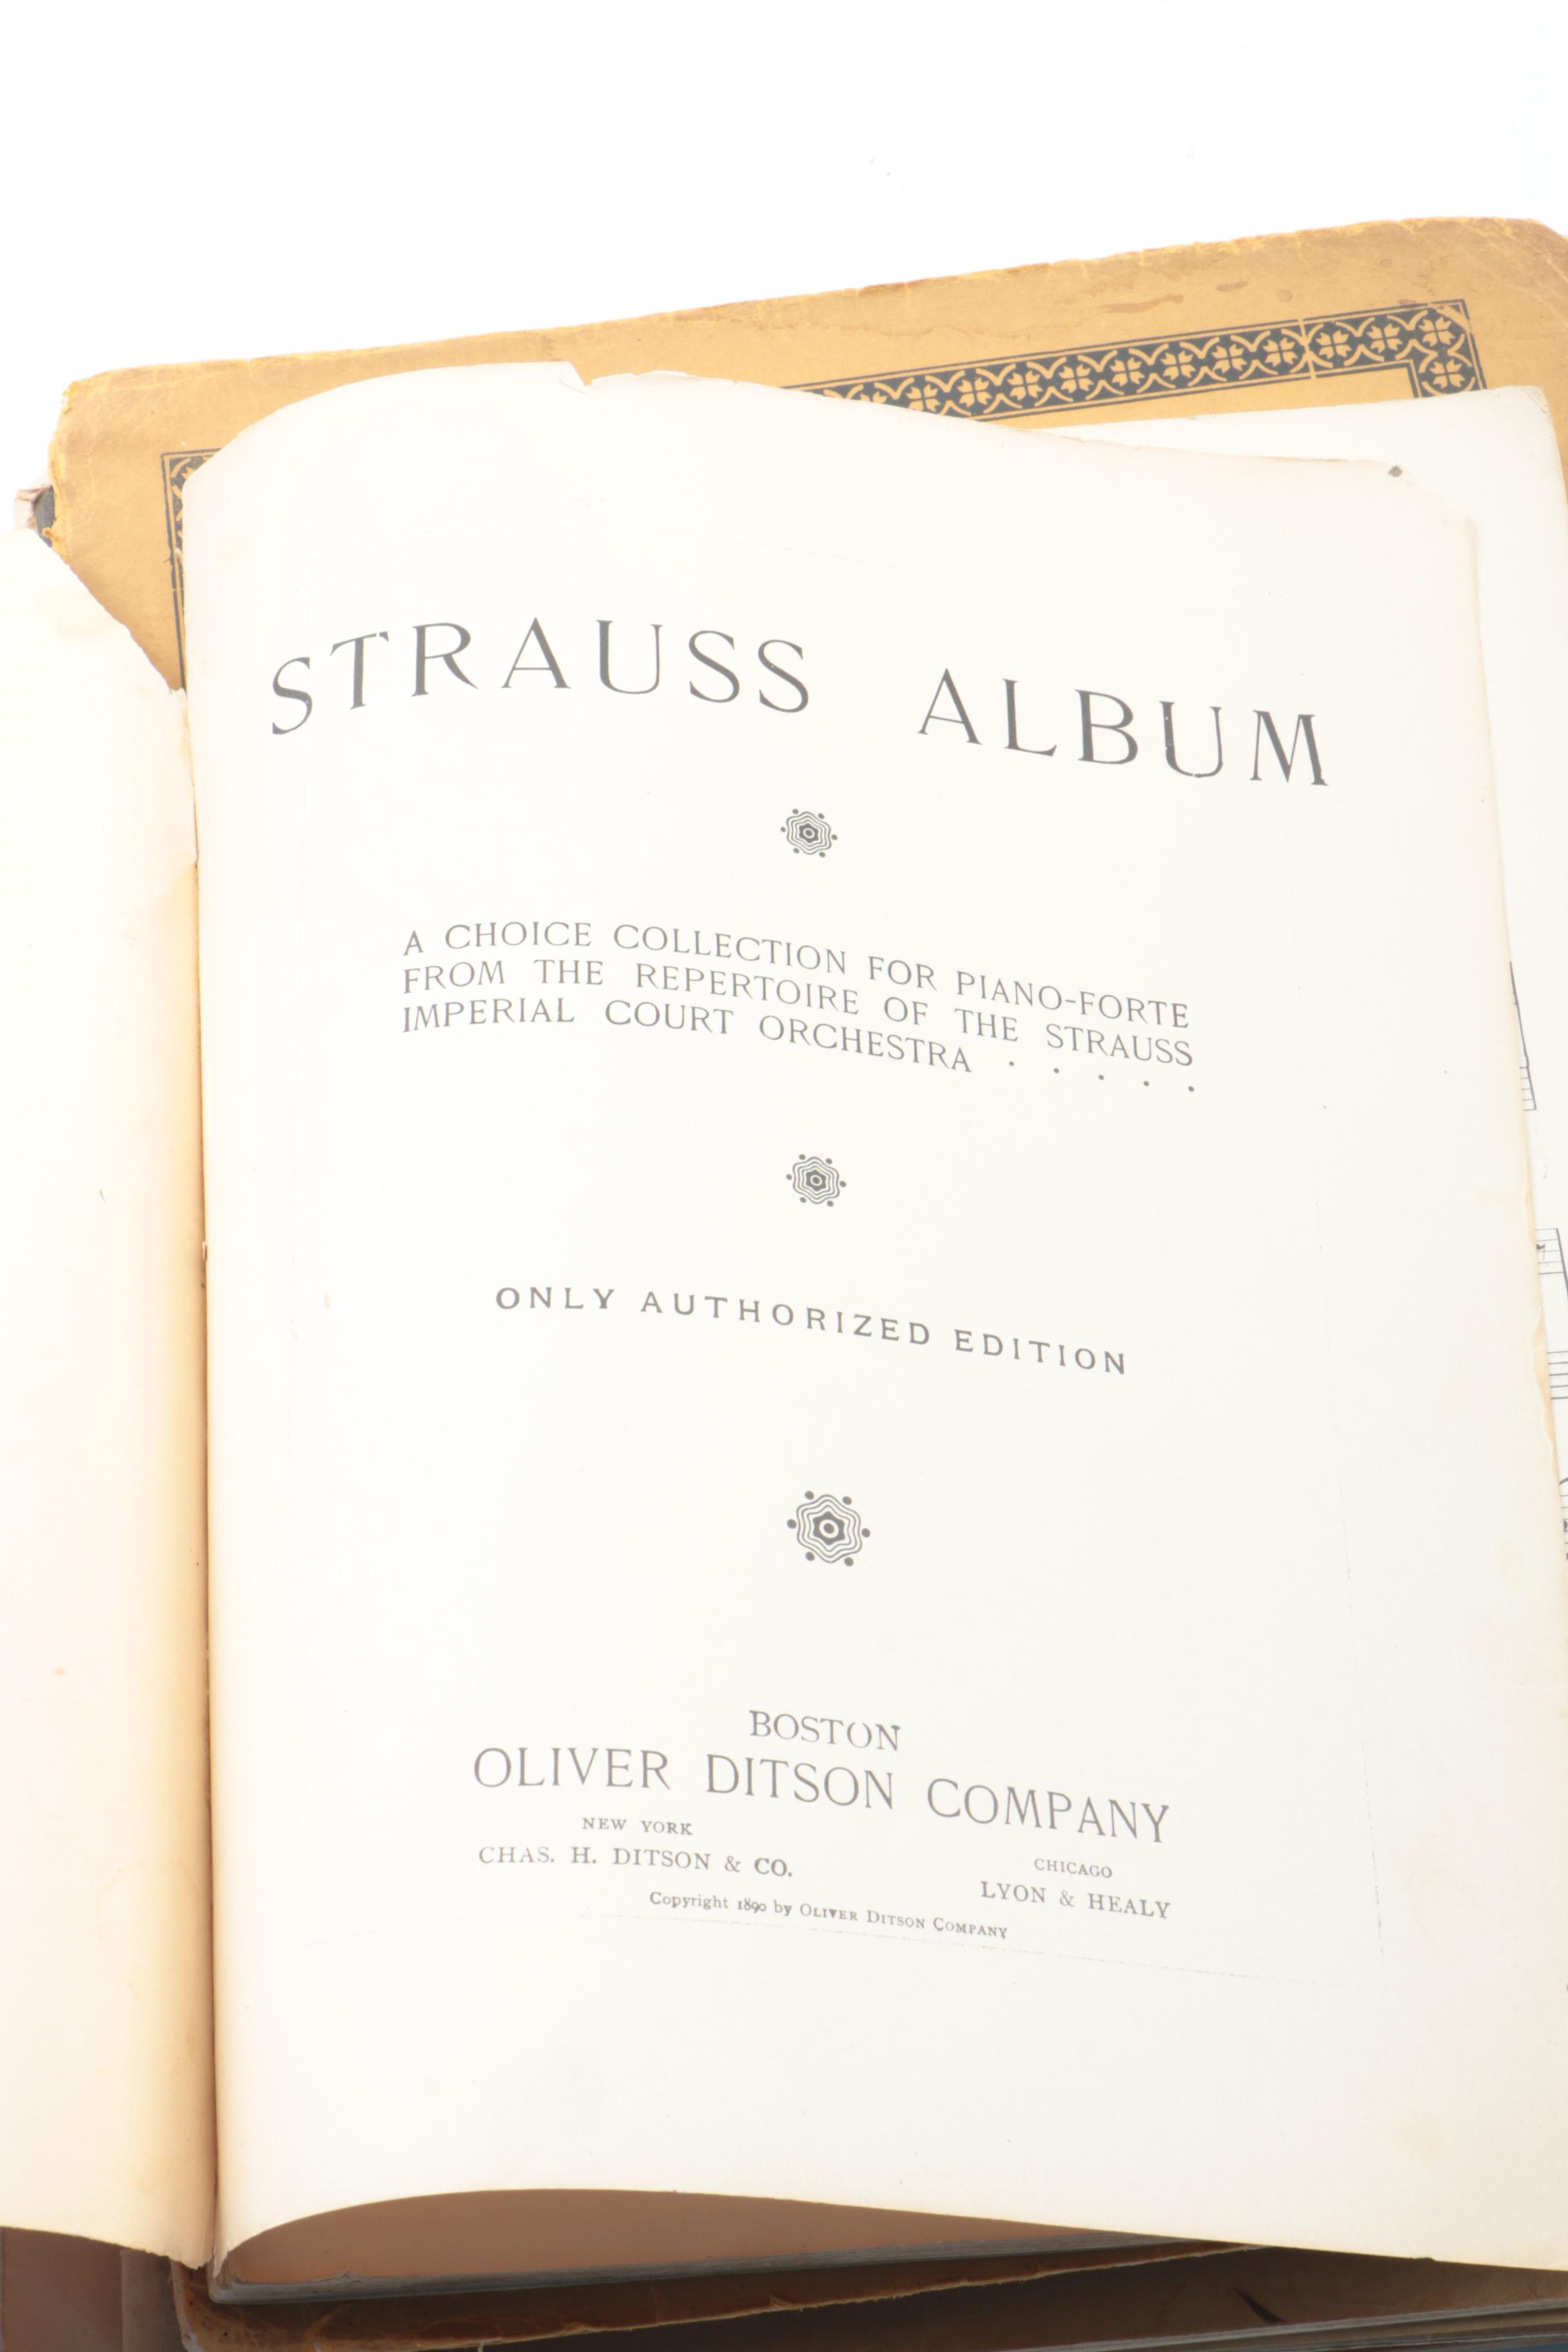 STRAUSS ALBUM
A CHOICE COLLECTION FOR PIANO-FORTE
FROM THE REPERTOIRE OF THE STRAUSS
IMPERIAL COURT ORCHESTRA . . . . .
ONLY AUTHORIZED EDITION
BOSTON
OLIVER DITSON COMPANY
NEW YORK
CHAS. H. DITSON & CO.
CHICAGO
LYON & HEALY
Copyright 1890 by OLIVER DITSON COMPANY